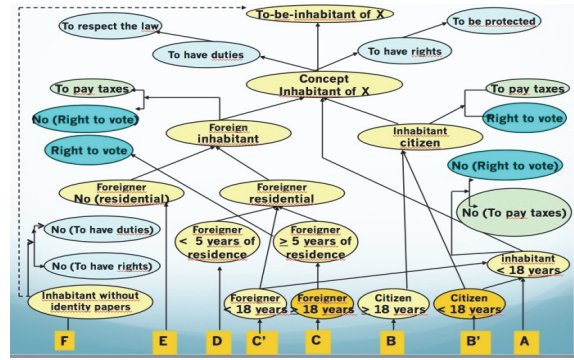 To-be-inhabitant of X
To respect the law
To be protected
To have duties
To have rights
Concept
Inhabitant of X
To pay taxes
To pay taxes
No (Right to vote)
Right to vote
Foreign
inhabitant
Inhabitant
citizen
Right to vote
No (Right to vote)
Foreigner
No (residential)
Foreigner
residential
No (To pay taxes)
No (To have duties)
Foreigner
< 5 years of
residence
Foreigner
≥ 5 years of
residence
No (To have rights)
Inhabitant
< 18 years
Inhabitant without
identity papers
Foreigner
< 18 years
Foreigner
≥ 18 years
Citizen
≥ 18 years
Citizen
< 18 years
F
E
D
C'
C
B
B'
A